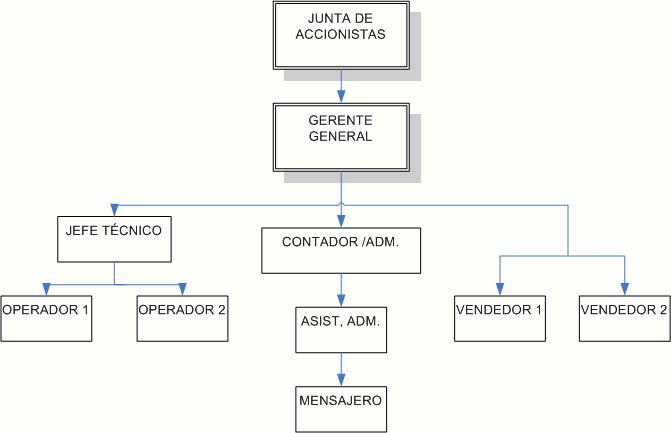 JUNTA DE
ACCIONISTAS
GERENTE
GENERAL
JEFE TÉCNICO
CONTADOR /ADM.
OPERADOR 1
OPERADOR 2
ASIST, ADM.
VENDEDOR 1
VENDEDOR 2
MENSAJERO